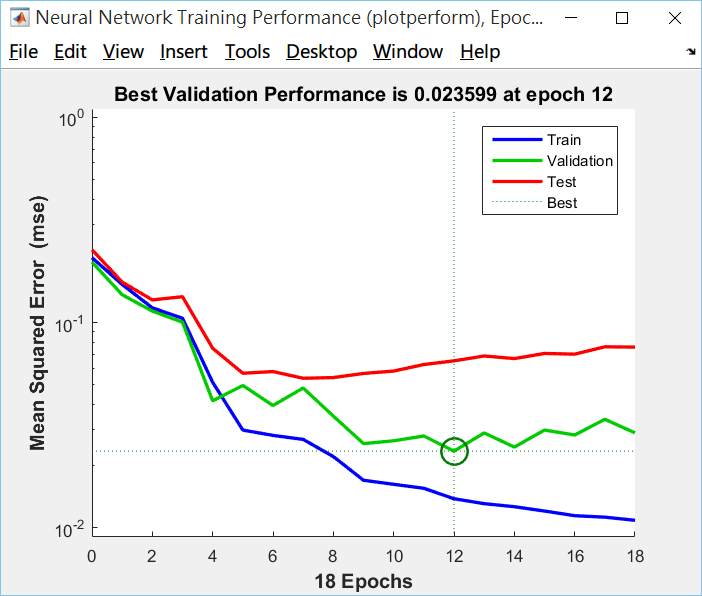 Neural Network Training Performance (plotperform), Epoc...
File Edit View Insert Tools Desktop Window Help
Best Validation Performance is 0.023599 at epoch 12
Mean Squared Error (mse)
10^0
10^-1
10^-2
Train
Validation
Test
Best
0 2 4 6 8 10 12 14 16 18
18 Epochs